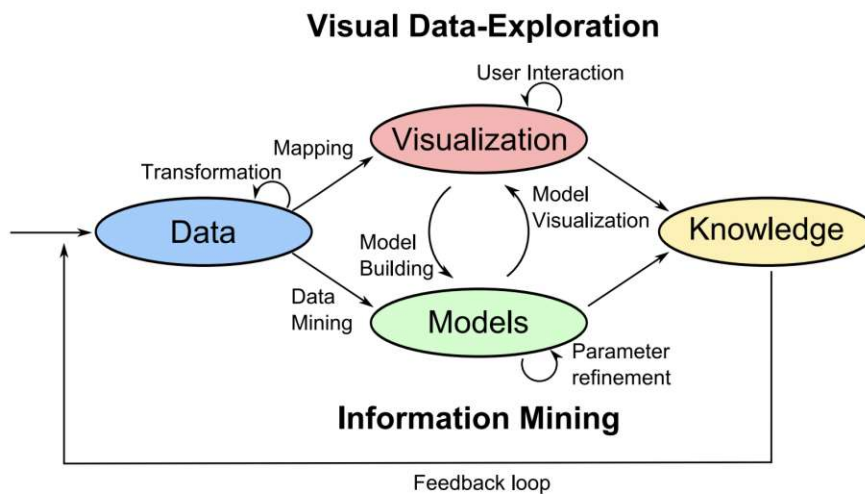 Visual Data-Exploration
User Interaction
Visualization
Mapping
Transformation
Data
Model
Visualization
Knowledge
Model
Building
Data
Mining
Models
Parameter
refinement
Information Mining
Feedback loop